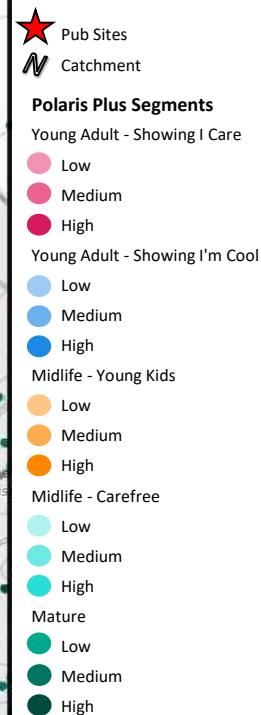 Pub Sites
Catchment
Polaris Plus Segments
Young Adult - Showing I Care
Low
Medium
High
Young Adult - Showing I'm Cool
Low
Medium
High
Midlife - Young Kids
Low
Medium
High
Midlife - Carefree
Low
Medium
High
Mature
Low
Medium
High